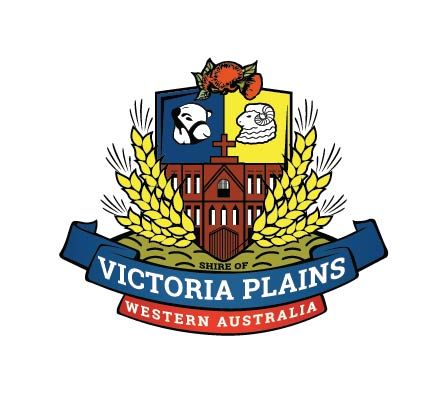 SHIRE OF
VICTORIA PLAINS
WESTERN AUSTRALIA